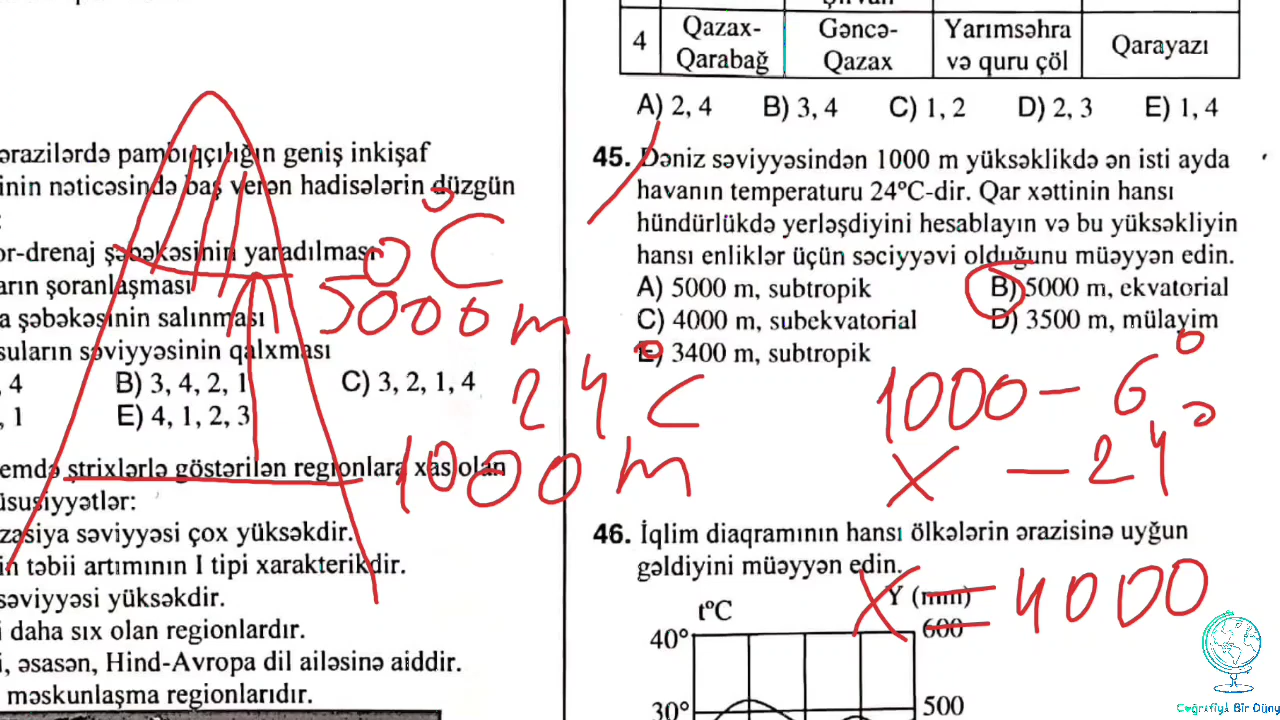 Şirvan
4 Qazax-Qarabağ Gəncə-Qazax Yarımsəhra və quru çöl Qarayazı
A) 2, 4 B) 3, 4 C) 1, 2 D) 2, 3 E) 1, 4
ərazilərdə pambıqçılığın geniş inkişaf
inin nəticəsində baş verən hadisələrin düzgün
:
or-drenaj şəbəkəsinin yaradılması
arın şoranlaşması
a şəbəkəsinin salınması
suların səviyyəsinin qalxması
, 4 B) 3, 4, 2, 1 C) 3, 2, 1, 4
, 1 E) 4, 1, 2, 3
emdə ştrixlərlə göstərilən regionlara xas olan
üsusiyyətlər:
zasiya səviyyəsi çox yüksəkdir.
in təbii artımının I tipi xarakterikdir.
səviyyəsi yüksəkdir.
i daha sıx olan regionlardır.
i, əsasən, Hind-Avropa dil ailəsinə aiddir.
məskunlaşma regionlarıdır.
0°C
5000 m
24°C
1000 m
45. Dəniz səviyyəsindən 1000 m yüksəklikdə ən isti ayda
havanın temperaturu 24°C-dir. Qar xəttinin hansı
hündürlükdə yerləşdiyini hesablayın və bu yüksəkliyin
hansı enliklər üçün səciyyəvi olduğunu müəyyən edin.
A) 5000 m, subtropik B) 5000 m, ekvatorial
C) 4000 m, subekvatorial D) 3500 m, mülayim
E) 3400 m, subtropik
1000 – 6°
x – 24°
x = 4000
46. İqlim diaqramının hansı ölkələrin ərazisinə uyğun
gəldiyini müəyyən edin.
t°C Y (mm)
40° 600
30° 500
Coğrafiya Bir Dünya